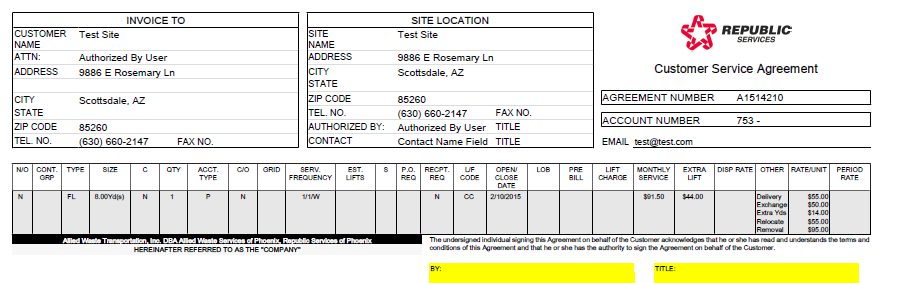 INVOICE TO
CUSTOMER NAME Test Site
ATTN: Authorized By User
ADDRESS 9886 E Rosemary Ln
CITY Scottsdale, AZ
STATE
ZIP CODE 85260
TEL. NO. (630) 660-2147 FAX NO.
SITE LOCATION
SITE NAME Test Site
ADDRESS 9886 E Rosemary Ln
CITY Scottsdale, AZ
STATE
ZIP CODE 85260
TEL. NO. (630) 660-2147 FAX NO.
AUTHORIZED BY: Authorized By User TITLE
CONTACT Contact Name Field TITLE
REPUBLIC
SERVICES
Customer Service Agreement
AGREEMENT NUMBER A1514210
ACCOUNT NUMBER 753 -
EMAIL test@test.com
N/O CONT. GRP TYPE SIZE C QTY ACCT. TYPE C/O GRID SERV. FREQUENCY EST. LIFTS S P.O. REQ RECPT. REQ L/F CODE OPEN/ CLOSE DATE LOB PRE BILL LIFT CHARGE MONTHLY SERVICE EXTRA LIFT DISP RATE OTHER RATE/UNIT PERIOD RATE
N FL 8.00Yd(s) N 1 P N 1/1/W N CC 2/10/2015 $91.50 $44.00 Delivery $55.00
Exchange $50.00
Extra Yds $14.00
Relocate $55.00
Removal $95.00
Allied Waste Transportation, Inc. DBA Allied Waste Services of Phoenix, Republic Services of Phoenix
HEREINAFTER REFERRED TO AS THE "COMPANY"
The undersigned individual signing this Agreement on behalf of the Customer acknowledges that he or she has read and understands the terms and
conditions of this Agreement and that he or she has the authority to sign the Agreement on behalf of the Customer.
BY: TITLE: